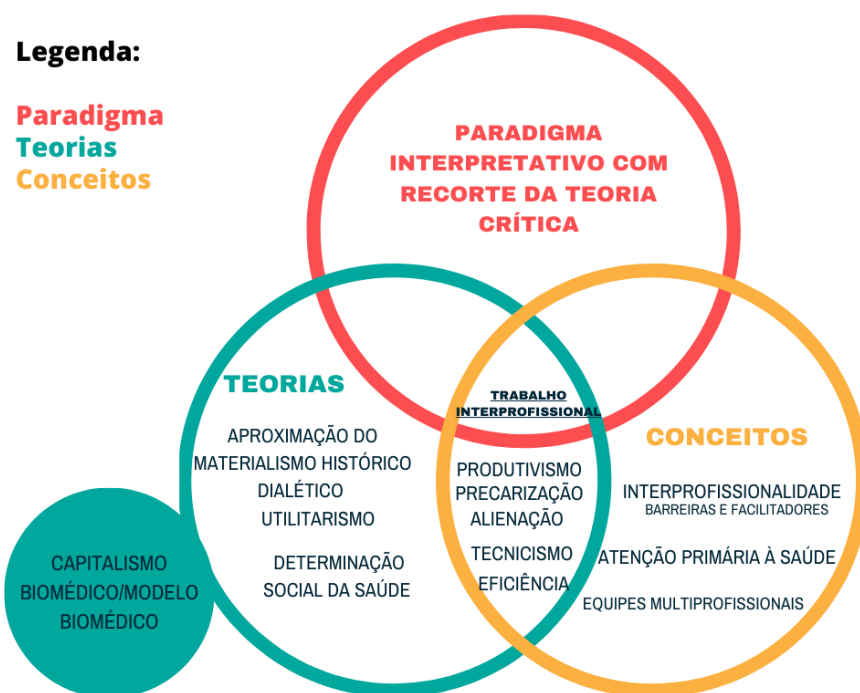 Legenda:
Paradigma
Teorias
Conceitos
PARADIGMA
INTERPRETATIVO COM
RECORTE DA TEORIA
CRÍTICA
TEORIAS
APROXIMAÇÃO DO
MATERIALISMO HISTÓRICO
DIALÉTICO
UTILITARISMO
DETERMINAÇÃO
SOCIAL DA SAÚDE
CAPITALISMO
BIOMÉDICO/MODELO
BIOMÉDICO
TRABALHO
INTERPROFISSIONAL
PRODUTIVISMO
PRECARIZAÇÃO
ALIENAÇÃO
TECNICISMO
EFICIÊNCIA
CONCEITOS
INTERPROFISSIONALIDADE
BARREIRAS E FACILITADORES
ATENÇÃO PRIMÁRIA À SAÚDE
EQUIPES MULTIPROFISSIONAIS